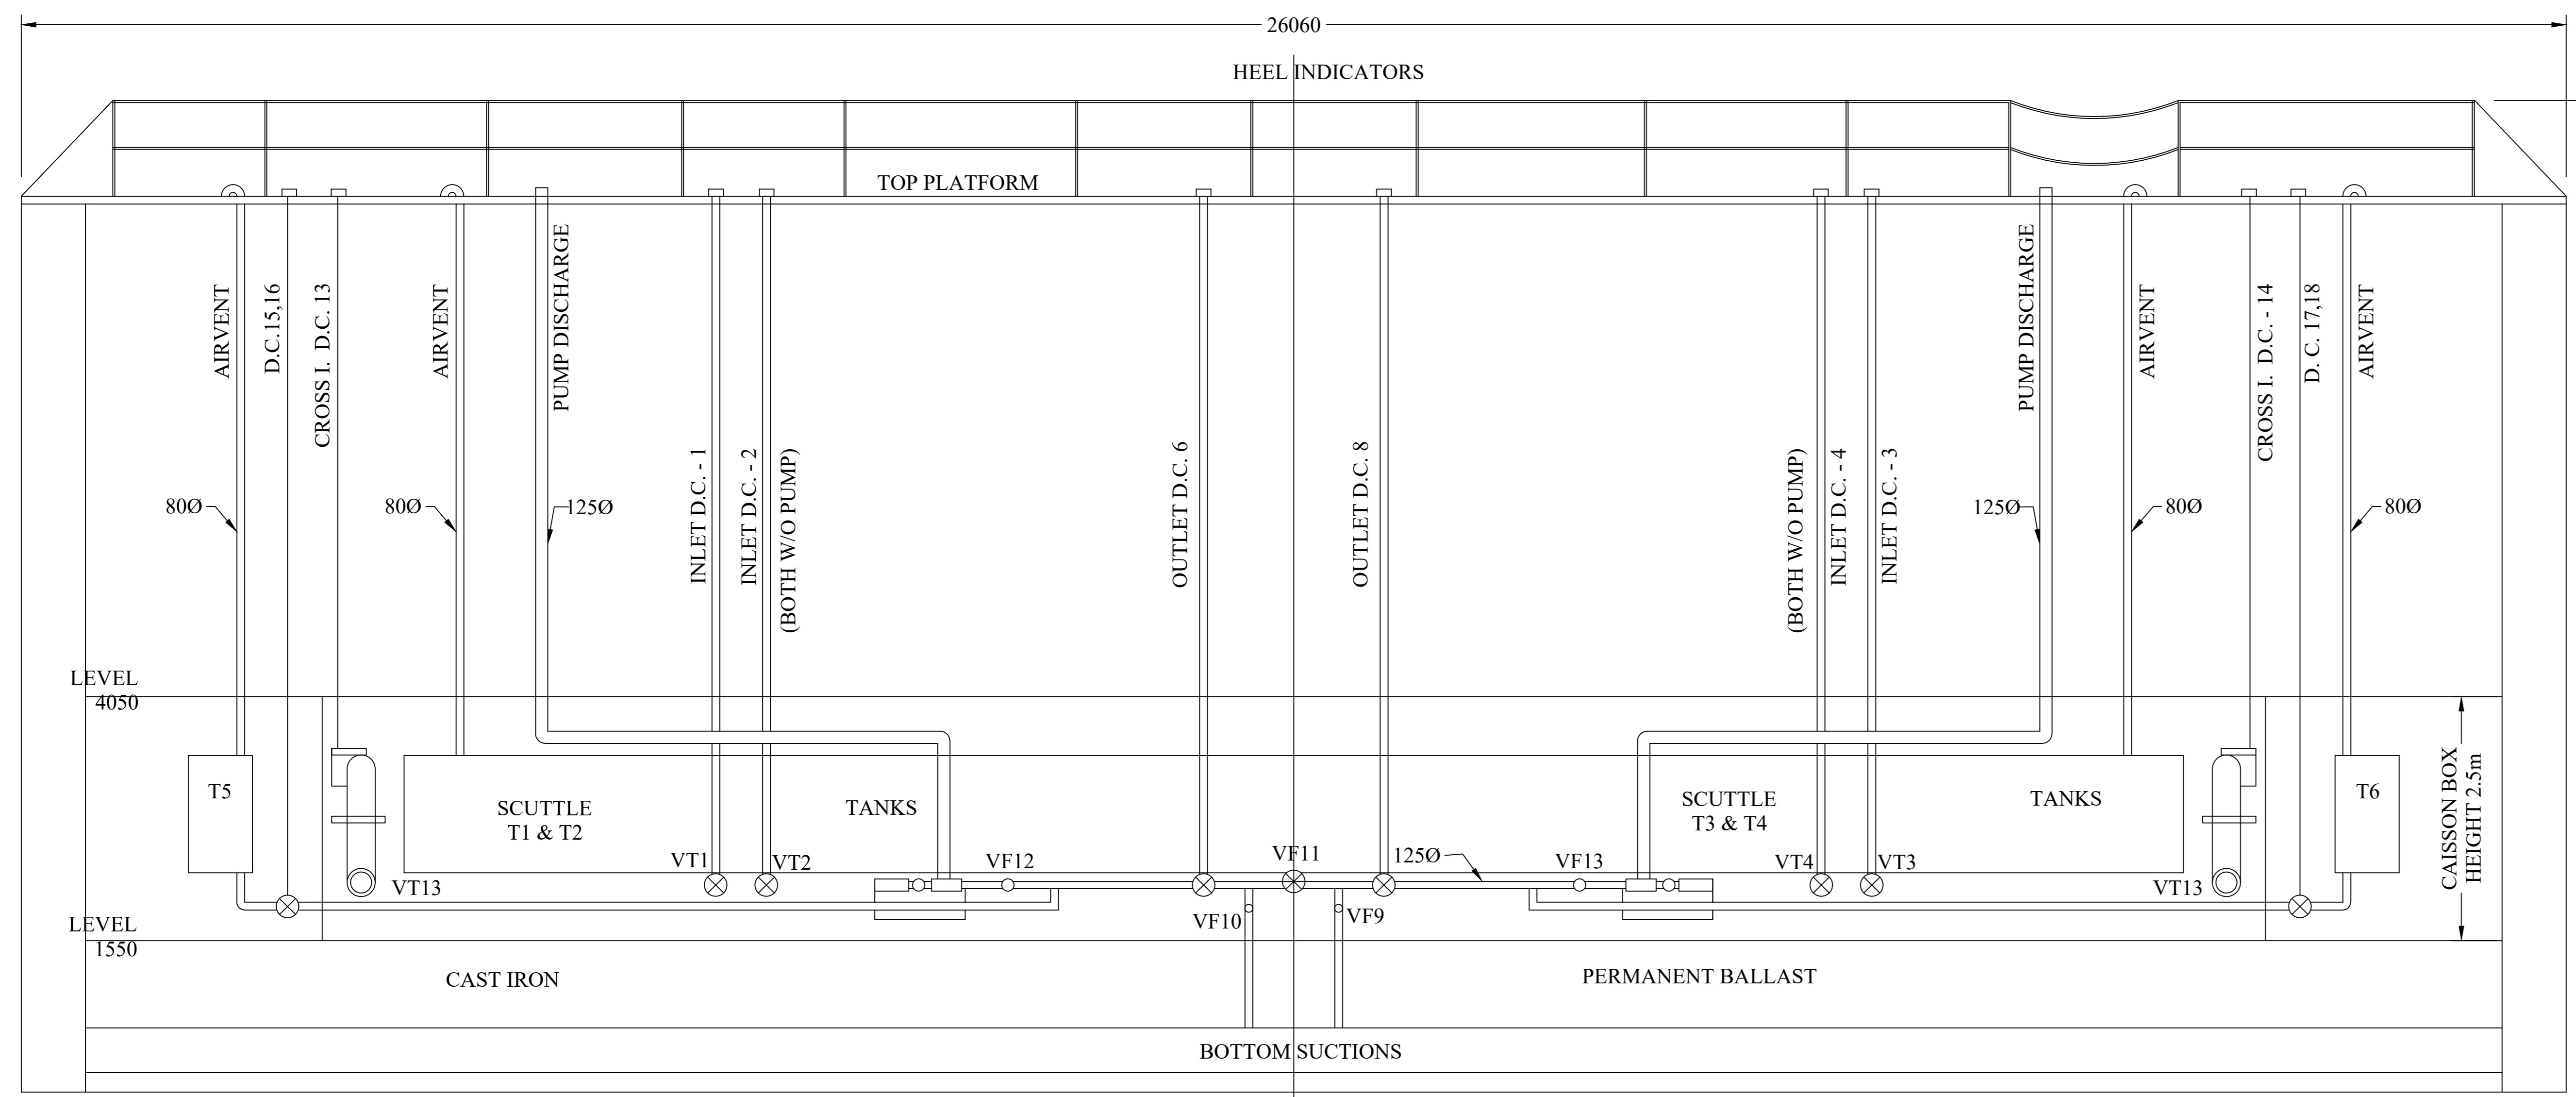 26060
HEEL INDICATORS
TOP PLATFORM
AIRVENT
D.C.15,16
CROSS I. D.C. 13
AIRVENT
PUMP DISCHARGE
PUMP DISCHARGE
AIRVENT
CROSS I. D.C. - 14
D. C. 17,18
AIRVENT
INLET D.C. - 1
INLET D.C. - 2
(BOTH W/O PUMP)
OUTLET D.C. 6
OUTLET D.C. 8
(BOTH W/O PUMP)
INLET D.C. - 4
INLET D.C. - 3
80Ø
80Ø
125Ø
125Ø
80Ø
80Ø
LEVEL
4050
T5
SCUTTLE
T1 & T2
TANKS
SCUTTLE
T3 & T4
TANKS
T6
CAISSON BOX
HEIGHT 2.5m
VT13
VT1
VT2
VF12
VF11
125Ø
VF13
VT4
VT3
VT13
VF10
VF9
LEVEL
1550
CAST IRON
PERMANENT BALLAST
BOTTOM SUCTIONS